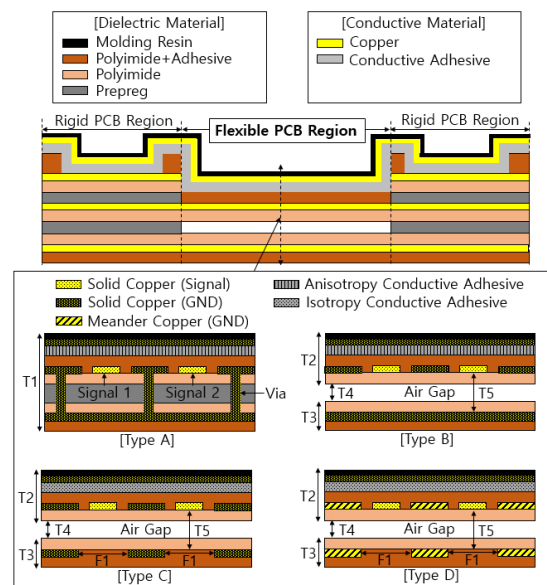 [Dielectric Material]
Molding Resin
Polyimide+Adhesive
Polyimide
Prepreg
[Conductive Material]
Copper
Conductive Adhesive
Rigid PCB Region
Flexible PCB Region
Rigid PCB Region
Solid Copper (Signal)
Solid Copper (GND)
Meander Copper (GND)
Anisotropy Conductive Adhesive
Isotropy Conductive Adhesive
T1
Signal 1
Signal 2
Via
[Type A]
T2
T4
Air Gap
T5
T3
[Type B]
T2
T4
Air Gap
T5
T3
F1
F1
[Type C]
T2
T4
Air Gap
T5
T3
F1
F1
[Type D]